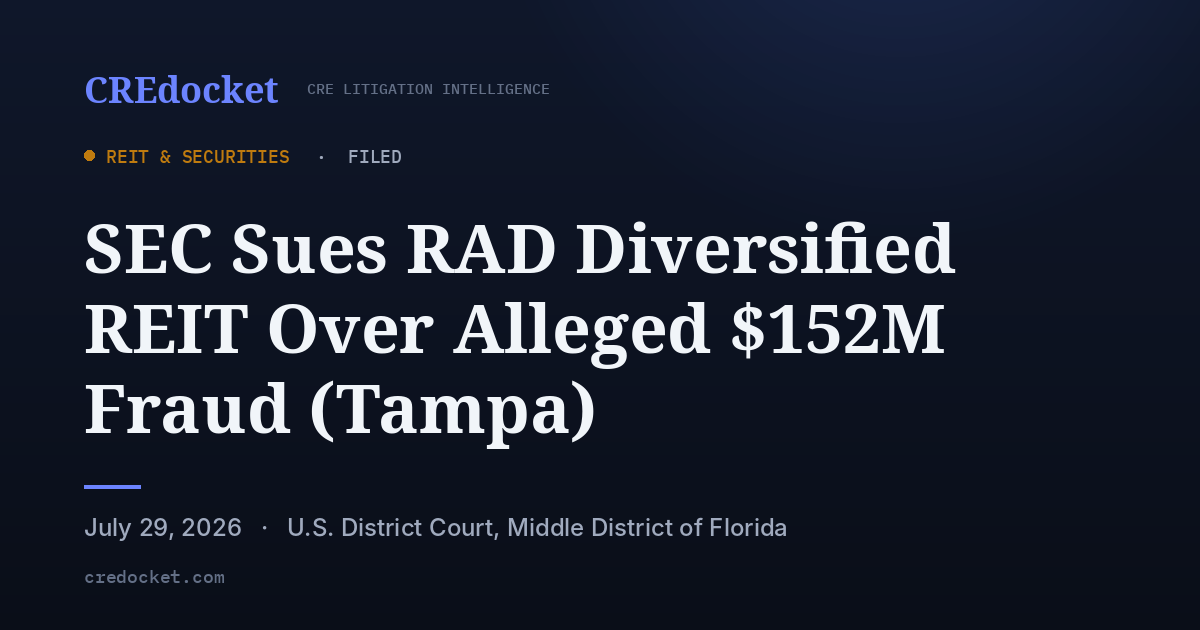 CREdocket CRE LITIGATION INTELLIGENCE
REIT & SECURITIES · FILED
SEC Sues RAD Diversified
REIT Over Alleged $152M
Fraud (Tampa)
July 29, 2026 · U.S. District Court, Middle District of Florida
credocket.com